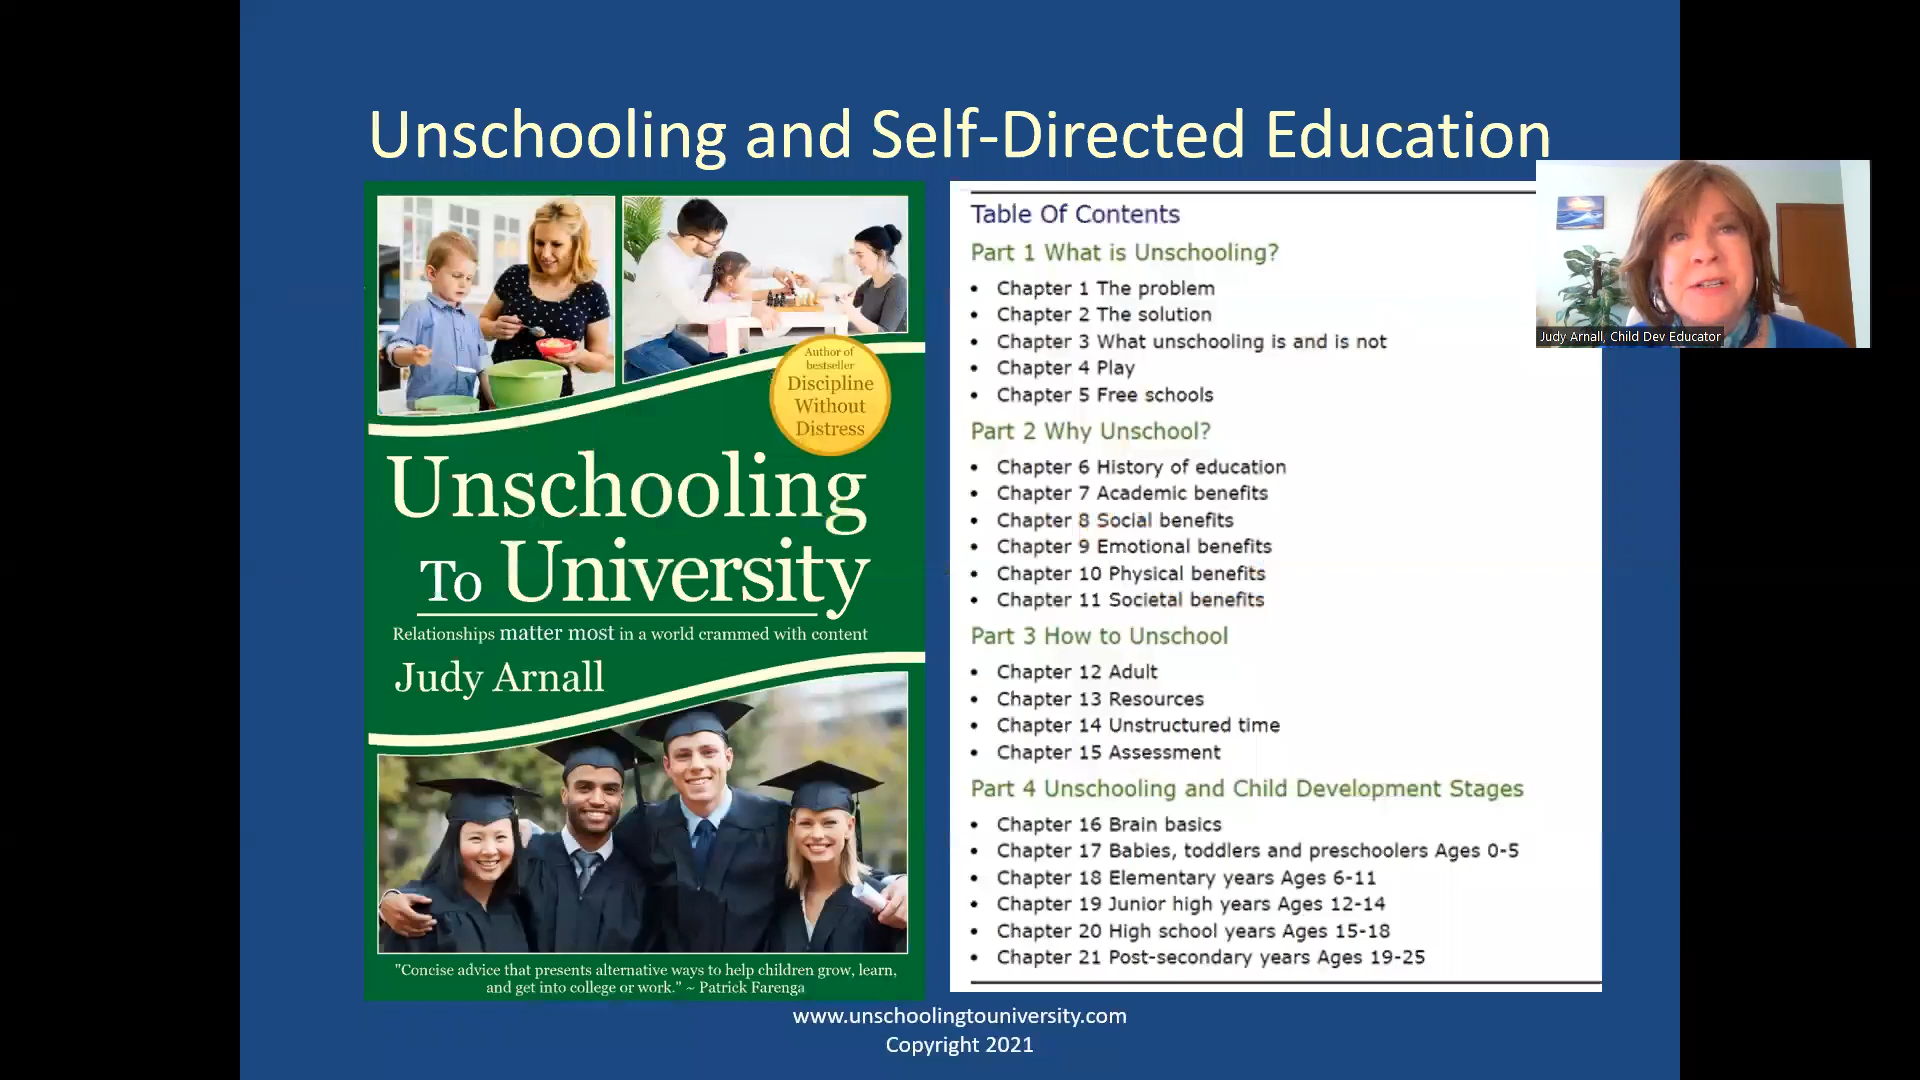 Unschooling and Self-Directed Education
Author of
bestseller
Discipline
Without
Distress
Unschooling
To University
Relationships matter most in a world crammed with content
Judy Arnall
"Concise advice that presents alternative ways to help children grow, learn,
and get into college or work." ~ Patrick Farenga
Table Of Contents
Part 1 What is Unschooling?
• Chapter 1 The problem
• Chapter 2 The solution
• Chapter 3 What unschooling is and is not
• Chapter 4 Play
• Chapter 5 Free schools
Part 2 Why Unschool?
• Chapter 6 History of education
• Chapter 7 Academic benefits
• Chapter 8 Social benefits
• Chapter 9 Emotional benefits
• Chapter 10 Physical benefits
• Chapter 11 Societal benefits
Part 3 How to Unschool
• Chapter 12 Adult
• Chapter 13 Resources
• Chapter 14 Unstructured time
• Chapter 15 Assessment
Part 4 Unschooling and Child Development Stages
• Chapter 16 Brain basics
• Chapter 17 Babies, toddlers and preschoolers Ages 0-5
• Chapter 18 Elementary years Ages 6-11
• Chapter 19 Junior high years Ages 12-14
• Chapter 20 High school years Ages 15-18
• Chapter 21 Post-secondary years Ages 19-25
Judy Arnall, Child Dev Educator
www.unschoolingtouniversity.com
Copyright 2021